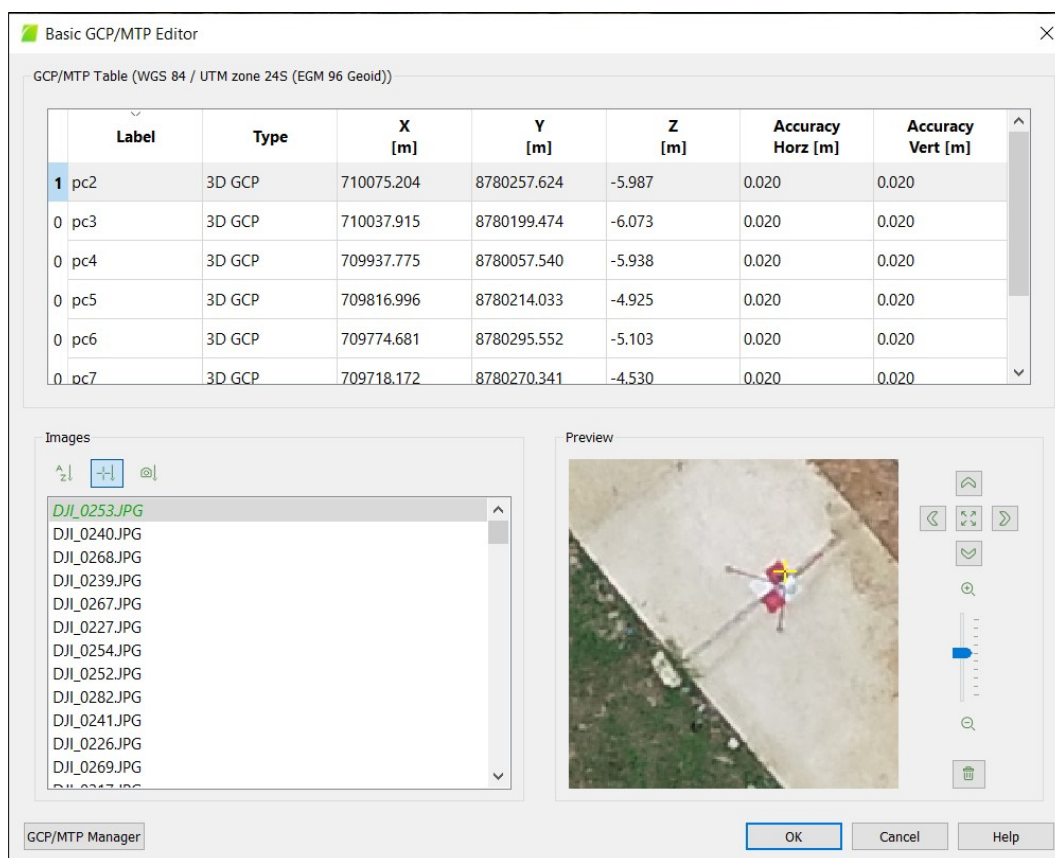 Basic GCP/MTP Editor
GCP/MTP Table (WGS 84 / UTM zone 24S (EGM 96 Geoid))
Label Type X [m] Y [m] Z [m] Accuracy Horz [m] Accuracy Vert [m]
1 pc2 3D GCP 710075.204 8780257.624 -5.987 0.020 0.020
0 pc3 3D GCP 710037.915 8780199.474 -6.073 0.020 0.020
0 pc4 3D GCP 709937.775 8780057.540 -5.938 0.020 0.020
0 pc5 3D GCP 709816.996 8780214.033 -4.925 0.020 0.020
0 pc6 3D GCP 709774.681 8780295.552 -5.103 0.020 0.020
0 pc7 3D GCP 709718.172 8780270.341 -4.530 0.020 0.020
Images
DJI_0253.JPG
DJI_0240.JPG
DJI_0268.JPG
DJI_0239.JPG
DJI_0267.JPG
DJI_0227.JPG
DJI_0254.JPG
DJI_0252.JPG
DJI_0282.JPG
DJI_0241.JPG
DJI_0226.JPG
DJI_0269.JPG
Preview
GCP/MTP Manager
OK
Cancel
Help